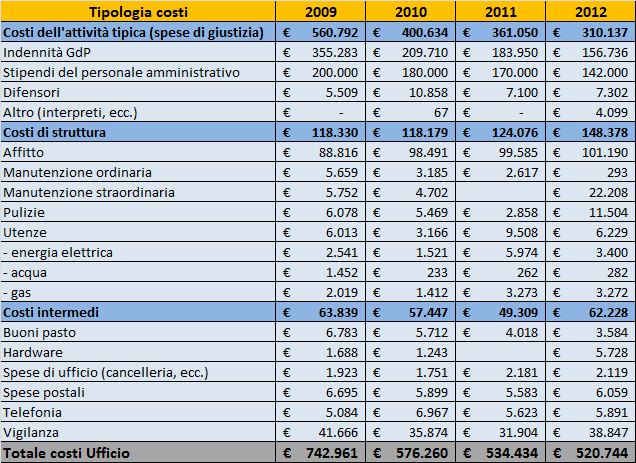 Tipologia costi 2009 2010 2011 2012
Costi dell'attività tipica (spese di giustizia) € 560.792 € 400.634 € 361.050 € 310.137
Indennità GdP € 355.283 € 209.710 € 183.950 € 156.736
Stipendi del personale amministrativo € 200.000 € 180.000 € 170.000 € 142.000
Difensori € 5.509 € 10.858 € 7.100 € 7.302
Altro (interpreti, ecc.) € - € 67 € - € 4.099
Costi di struttura € 118.330 € 118.179 € 124.076 € 148.378
Affitto € 88.816 € 98.491 € 99.585 € 101.190
Manutenzione ordinaria € 5.659 € 3.185 € 2.617 € 293
Manutenzione straordinaria € 5.752 € 4.702 € 22.208
Pulizie € 6.078 € 5.469 € 2.858 € 11.504
Utenze € 6.013 € 3.166 € 9.508 € 6.229
- energia elettrica € 2.541 € 1.521 € 5.974 € 3.400
- acqua € 1.452 € 233 € 262 € 282
- gas € 2.019 € 1.412 € 3.273 € 3.272
Costi intermedi € 63.839 € 57.447 € 49.309 € 62.228
Buoni pasto € 6.783 € 5.712 € 4.018 € 3.584
Hardware € 1.688 € 1.243 € 5.728
Spese di ufficio (cancelleria, ecc.) € 1.923 € 1.751 € 2.181 € 2.119
Spese postali € 6.695 € 5.899 € 5.583 € 6.059
Telefonia € 5.084 € 6.967 € 5.623 € 5.891
Vigilanza € 41.666 € 35.874 € 31.904 € 38.847
Totale costi Ufficio € 742.961 € 576.260 € 534.434 € 520.744